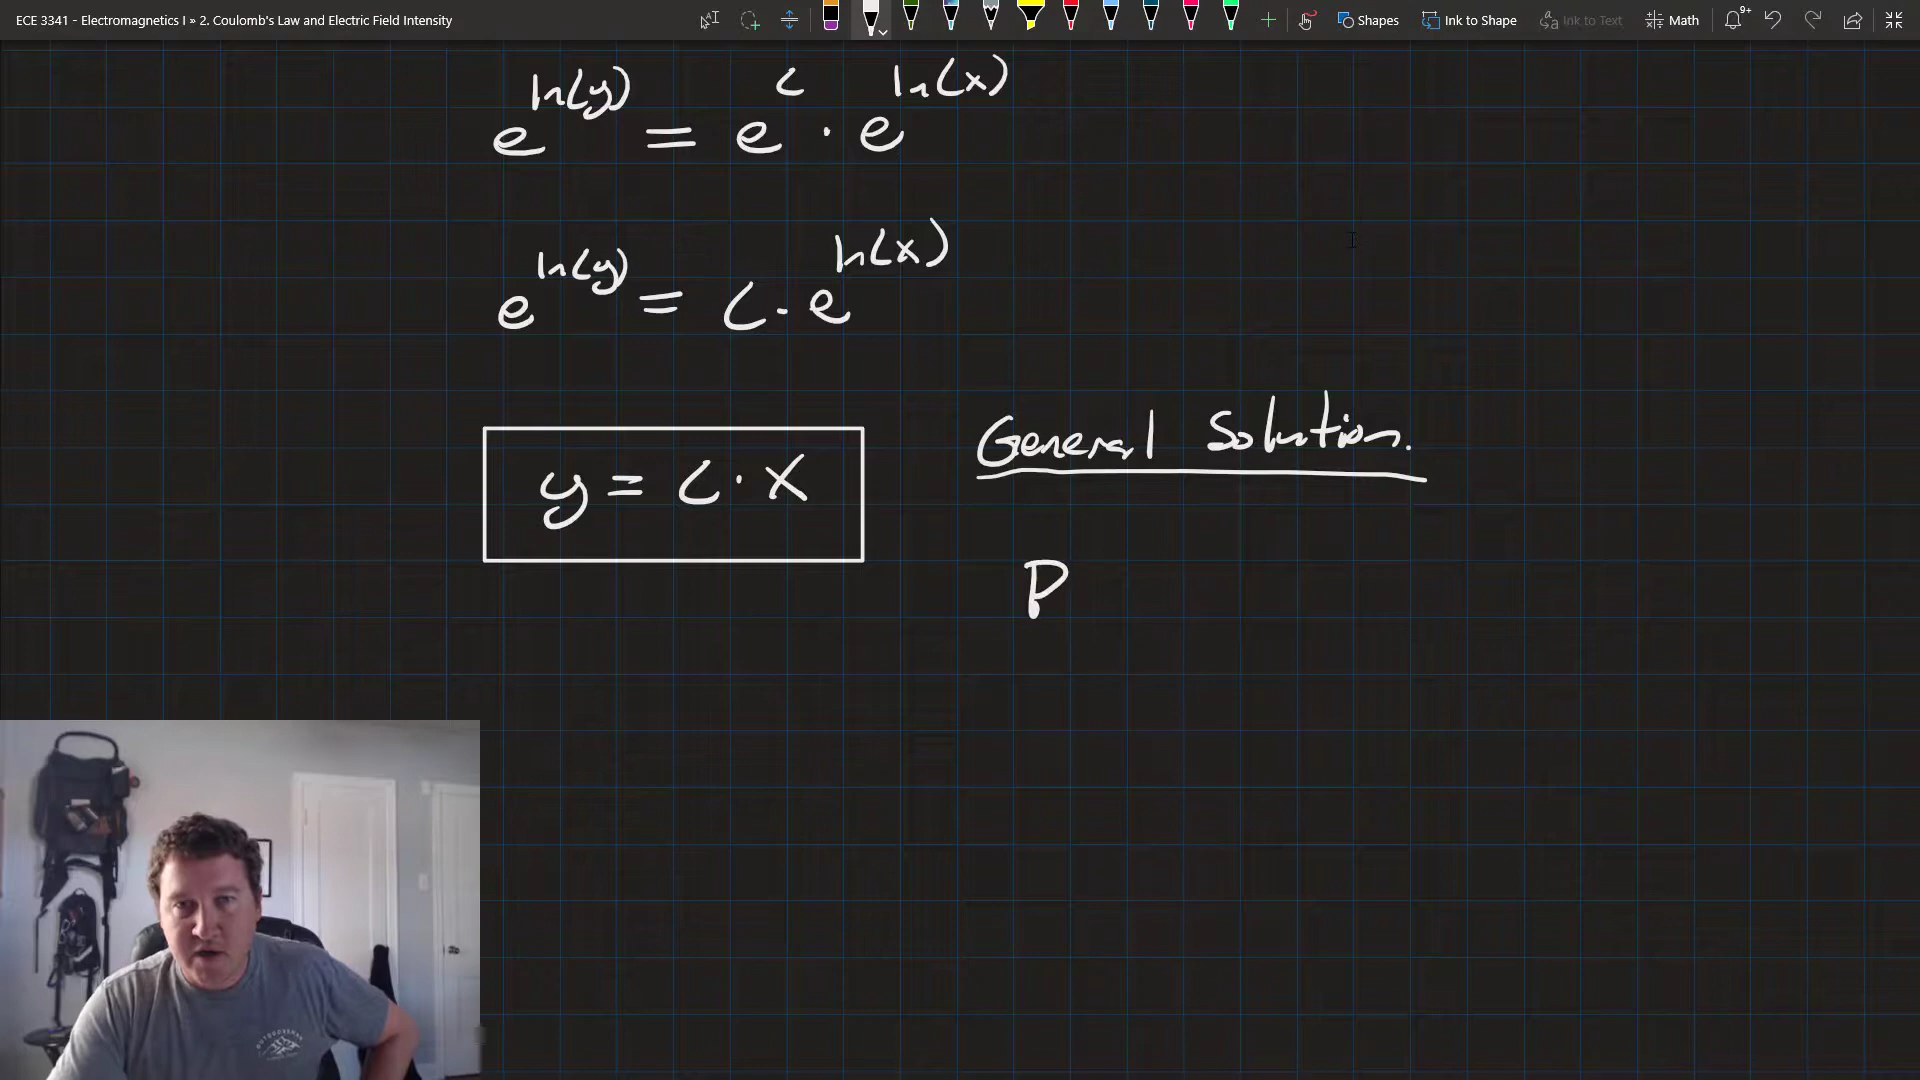 ECE 3341 - Electromagnetics I » 2. Coulomb's Law and Electric Field Intensity
Shapes Ink to Shape Ink to Text Math 9+
e^ln(y) = e^c · e^ln(x)
e^ln(y) = C · e^ln(x)
y = C · X
General Solution.
P